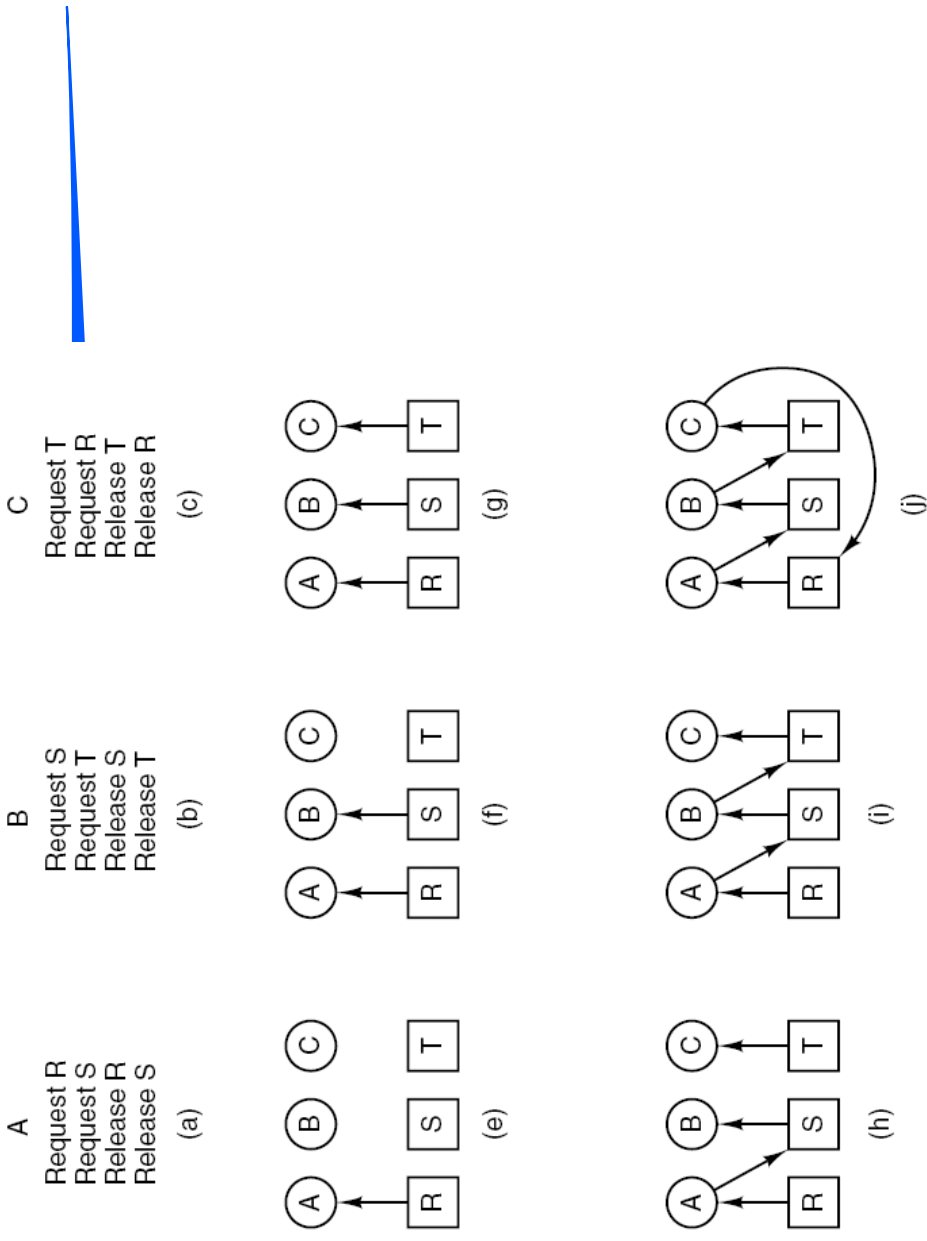 A
Request R
Request S
Release R
Release S
(a)
B
Request S
Request T
Release S
Release T
(b)
C
Request T
Request R
Release T
Release R
(c)
A B C
R S T
(e)
A B C
R S T
(f)
A B C
R S T
(g)
A B C
R S T
(h)
A B C
R S T
(i)
A B C
R S T
(j)